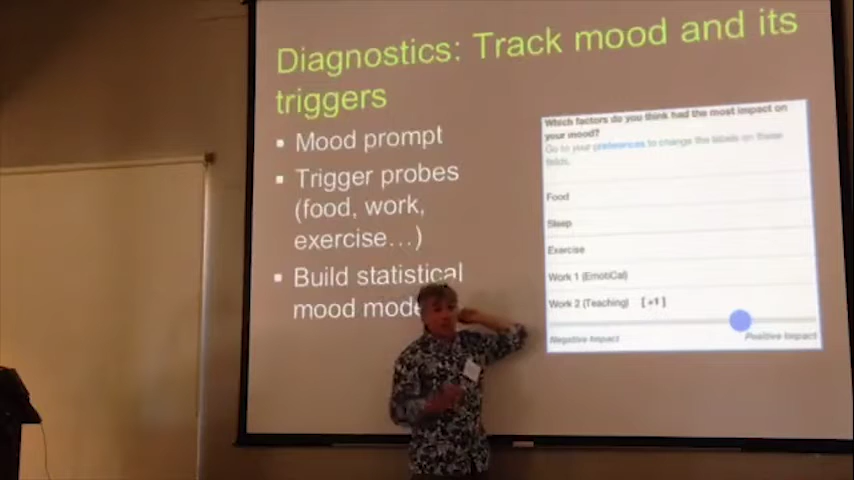 Diagnostics: Track mood and its
triggers
Mood prompt
Trigger probes
(food, work,
exercise…)
Build statistical
mood
Which factors do you think had the most impact on
your mood?
Go to your preferences to change the labels on these
fields.
Food
Sleep
Exercise
Work 1 (EmotiCal)
Work 2 (Teaching) [ +1 ]
Negative Impact
Positive Impact